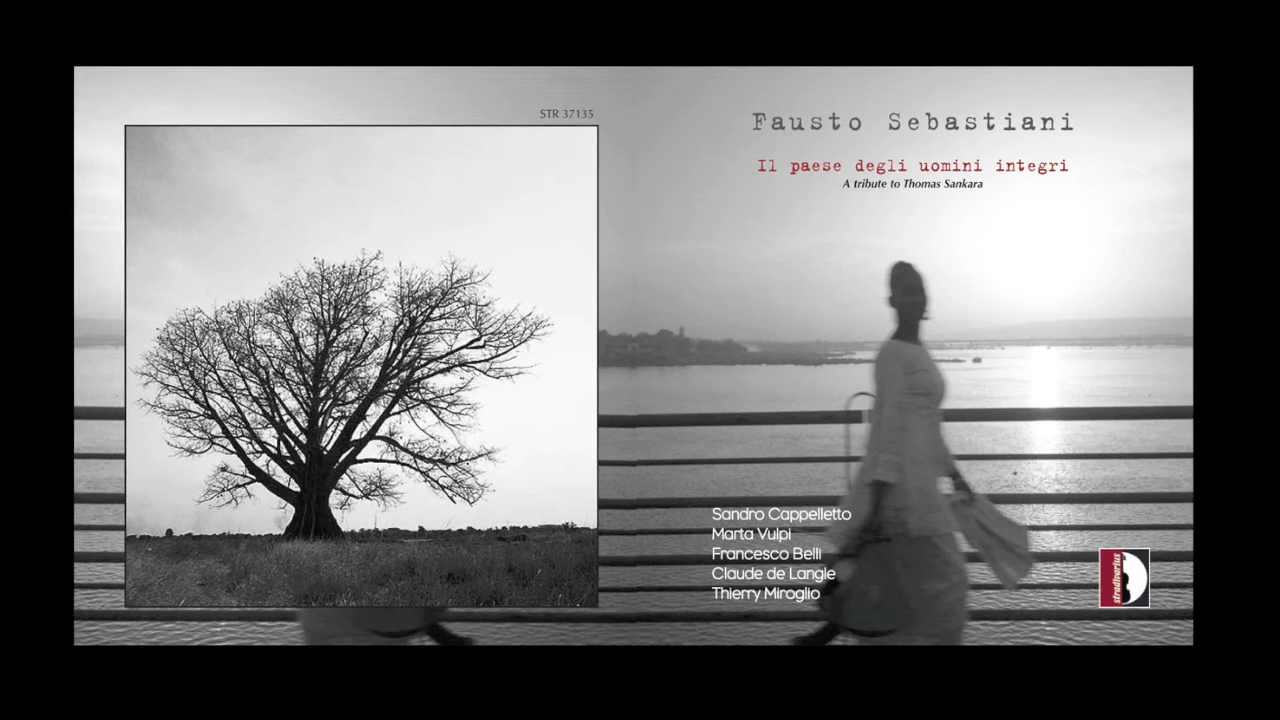 STR 37135
Fausto Sebastiani
Il paese degli uomini integri
A tribute to Thomas Sankara
Sandro Cappelletto
Marta Vulpi
Francesco Belli
Claude de Langle
Thierry Miroglio
stradivarius